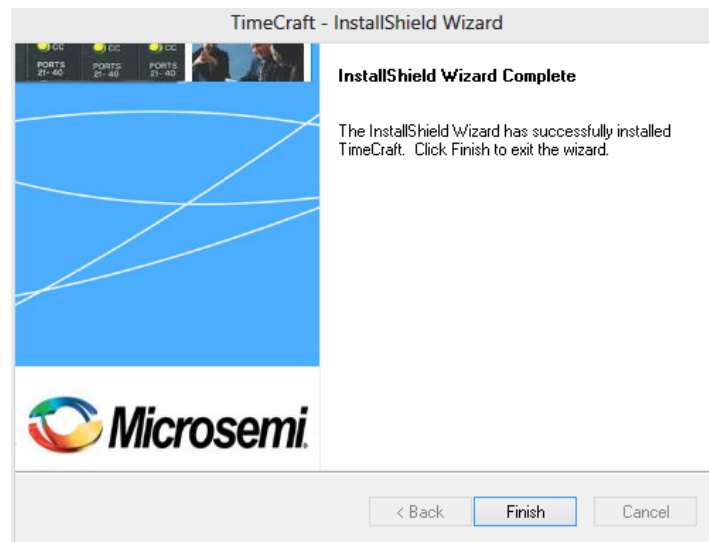 TimeCraft - InstallShield Wizard
CC CC CC
PORTS PORTS PORTS
21- 40 21- 40 21- 40
InstallShield Wizard Complete
The InstallShield Wizard has successfully installed
TimeCraft. Click Finish to exit the wizard.
Microsemi.
< Back Finish Cancel